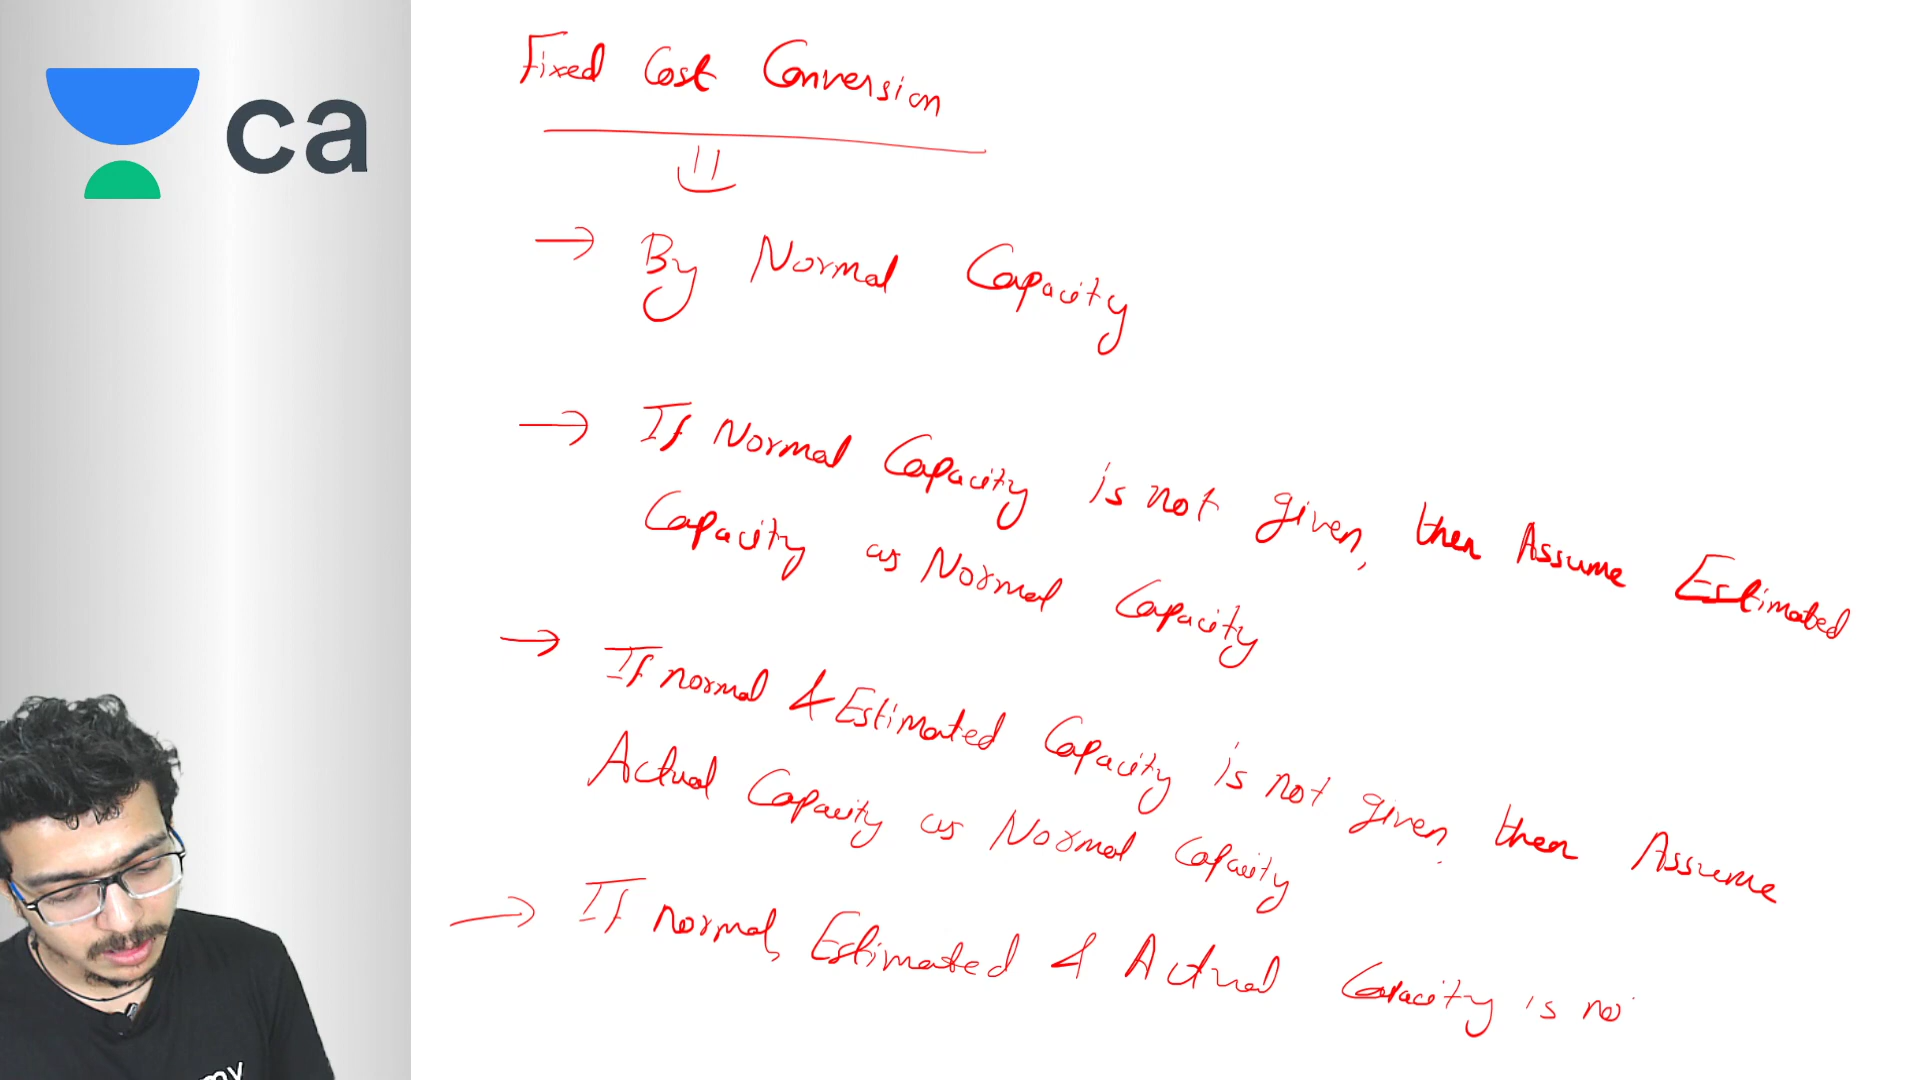 ca
Fixed Cost Conversion
→ By Normal Capacity
→ If Normal Capacity is not given, then Assume Estimated
Capacity as Normal Capacity
→ If normal & Estimated Capacity is not given, then Assume
Actual Capacity as Normal Capacity
→ If normal, Estimated & Actual Capacity is no
my